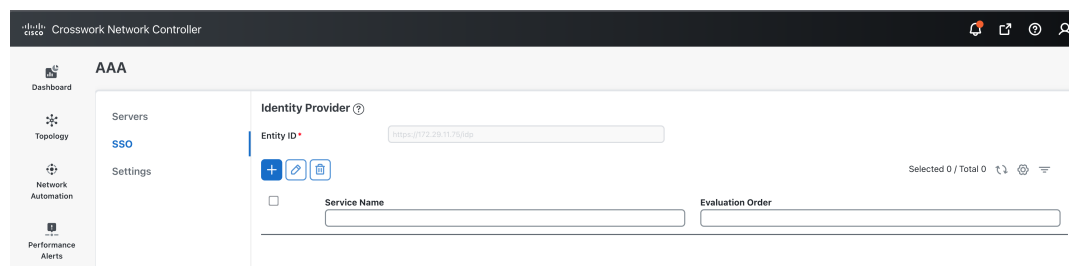 cisco Crosswork Network Controller
AAA
Dashboard
Topology
Network
Automation
Performance
Alerts
Servers
SSO
Settings
Identity Provider ?
Entity ID*
https://172.29.11.75/idp
Selected 0 / Total 0
Service Name
Evaluation Order